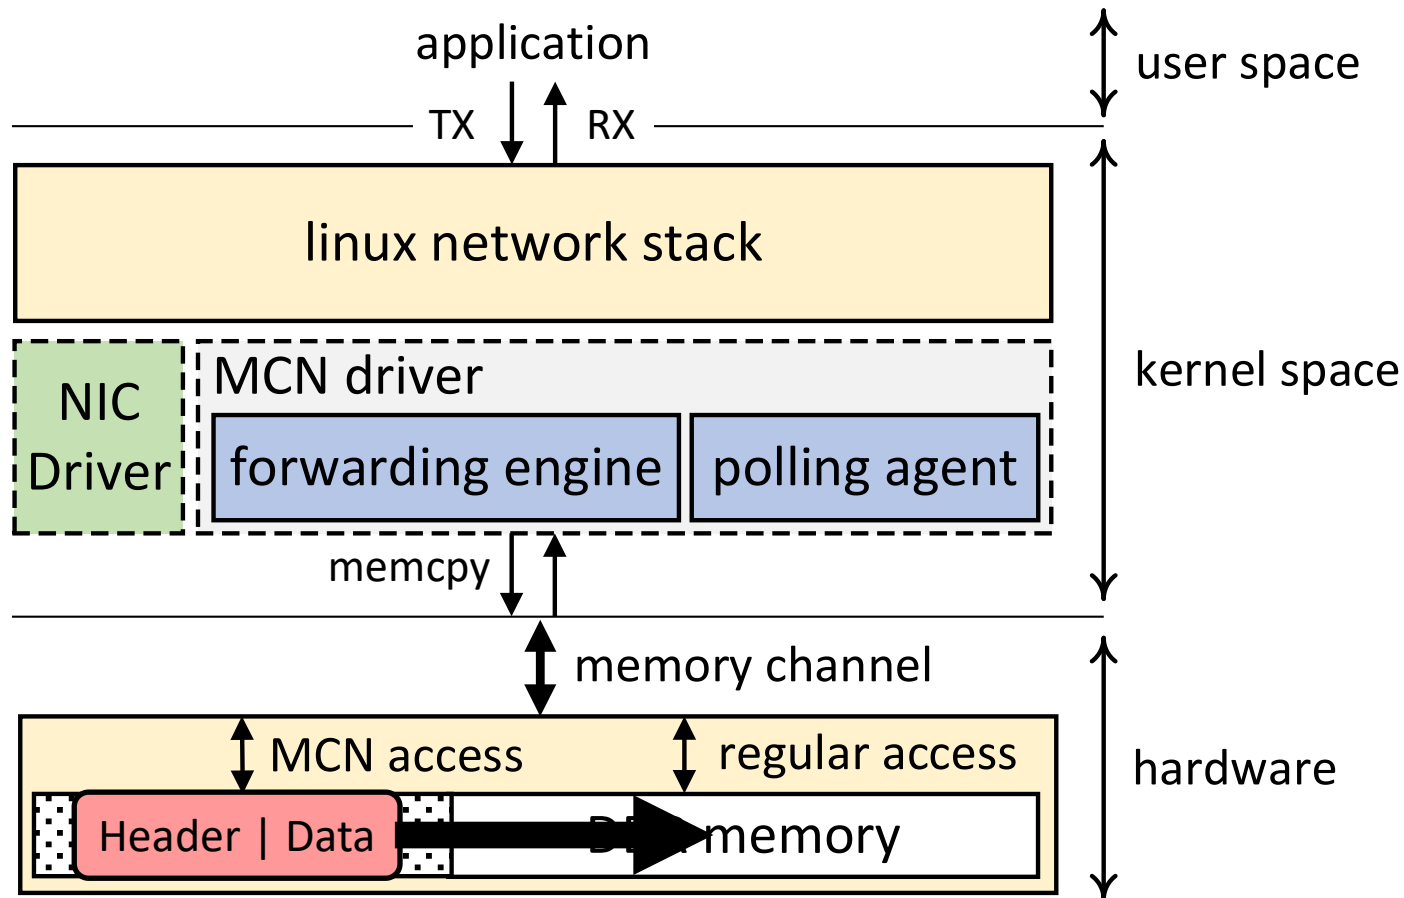 application
user space
TX
RX
linux network stack
kernel space
NIC
Driver
MCN driver
forwarding engine
polling agent
memcpy
memory channel
MCN access
regular access
hardware
Header | Data
memory